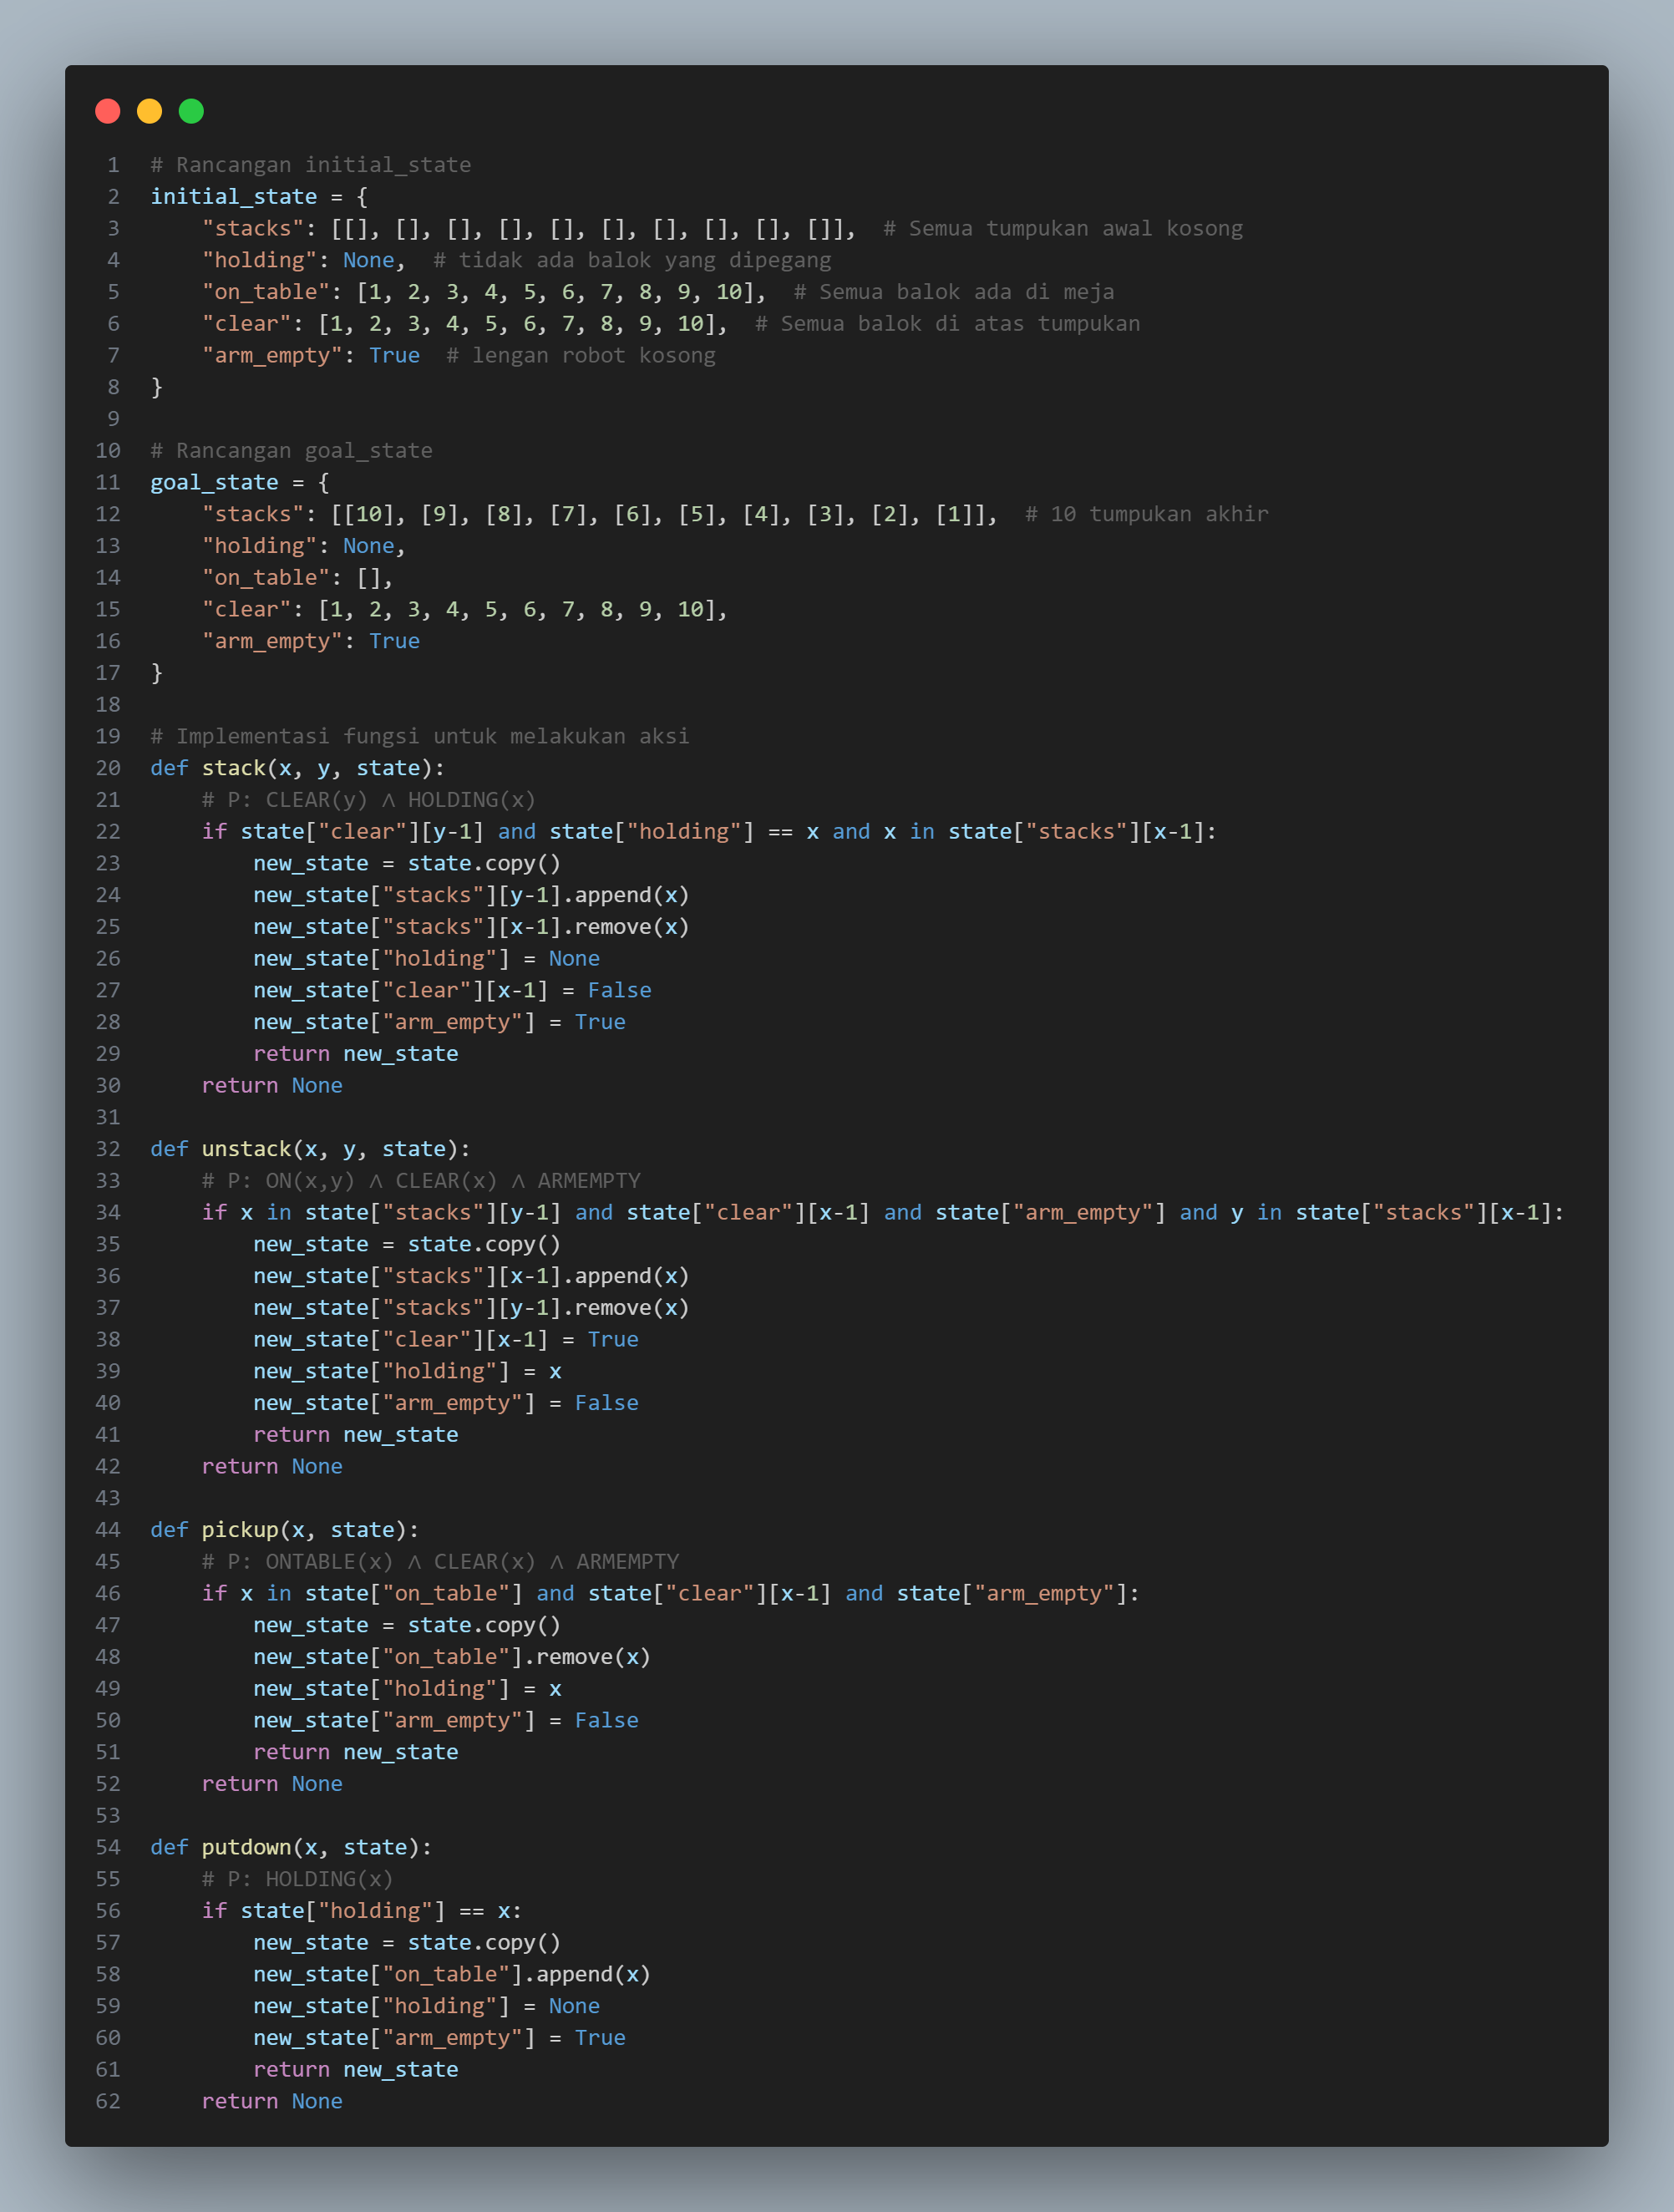 1 # Rancangan initial_state
2 initial_state = {
3     "stacks": [[], [], [], [], [], [], [], [], [], []],  # Semua tumpukan awal kosong
4     "holding": None,  # tidak ada balok yang dipegang
5     "on_table": [1, 2, 3, 4, 5, 6, 7, 8, 9, 10],  # Semua balok ada di meja
6     "clear": [1, 2, 3, 4, 5, 6, 7, 8, 9, 10],  # Semua balok di atas tumpukan
7     "arm_empty": True  # lengan robot kosong
8 }
9
10 # Rancangan goal_state
11 goal_state = {
12     "stacks": [[10], [9], [8], [7], [6], [5], [4], [3], [2], [1]],  # 10 tumpukan akhir
13     "holding": None,
14     "on_table": [],
15     "clear": [1, 2, 3, 4, 5, 6, 7, 8, 9, 10],
16     "arm_empty": True
17 }
18
19 # Implementasi fungsi untuk melakukan aksi
20 def stack(x, y, state):
21     # P: CLEAR(y) ∧ HOLDING(x)
22     if state["clear"][y-1] and state["holding"] == x and x in state["stacks"][x-1]:
23         new_state = state.copy()
24         new_state["stacks"][y-1].append(x)
25         new_state["stacks"][x-1].remove(x)
26         new_state["holding"] = None
27         new_state["clear"][x-1] = False
28         new_state["arm_empty"] = True
29         return new_state
30     return None
31
32 def unstack(x, y, state):
33     # P: ON(x,y) ∧ CLEAR(x) ∧ ARMEMPTY
34     if x in state["stacks"][y-1] and state["clear"][x-1] and state["arm_empty"] and y in state["stacks"][x-1]:
35         new_state = state.copy()
36         new_state["stacks"][x-1].append(x)
37         new_state["stacks"][y-1].remove(x)
38         new_state["clear"][x-1] = True
39         new_state["holding"] = x
40         new_state["arm_empty"] = False
41         return new_state
42     return None
43
44 def pickup(x, state):
45     # P: ONTABLE(x) ∧ CLEAR(x) ∧ ARMEMPTY
46     if x in state["on_table"] and state["clear"][x-1] and state["arm_empty"]:
47         new_state = state.copy()
48         new_state["on_table"].remove(x)
49         new_state["holding"] = x
50         new_state["arm_empty"] = False
51         return new_state
52     return None
53
54 def putdown(x, state):
55     # P: HOLDING(x)
56     if state["holding"] == x:
57         new_state = state.copy()
58         new_state["on_table"].append(x)
59         new_state["holding"] = None
60         new_state["arm_empty"] = True
61         return new_state
62     return None